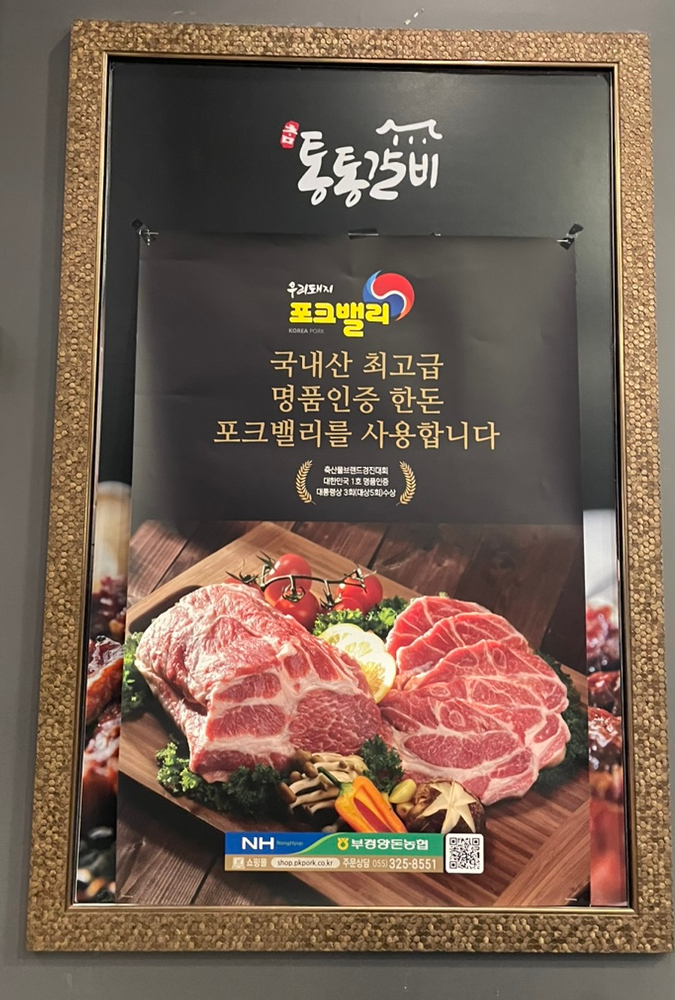 통통갈비
우리돼지
포크밸리
KOREA PORK
국내산 최고급
명품인증 한돈
포크밸리를 사용합니다
축산물브랜드경진대회
대한민국 1호 명품인증
대통령상 3회(대상5회)수상
NH NongHyup 부경양돈농협
쇼핑몰 shop.pkpork.co.kr 주문상담 055) 325-8551